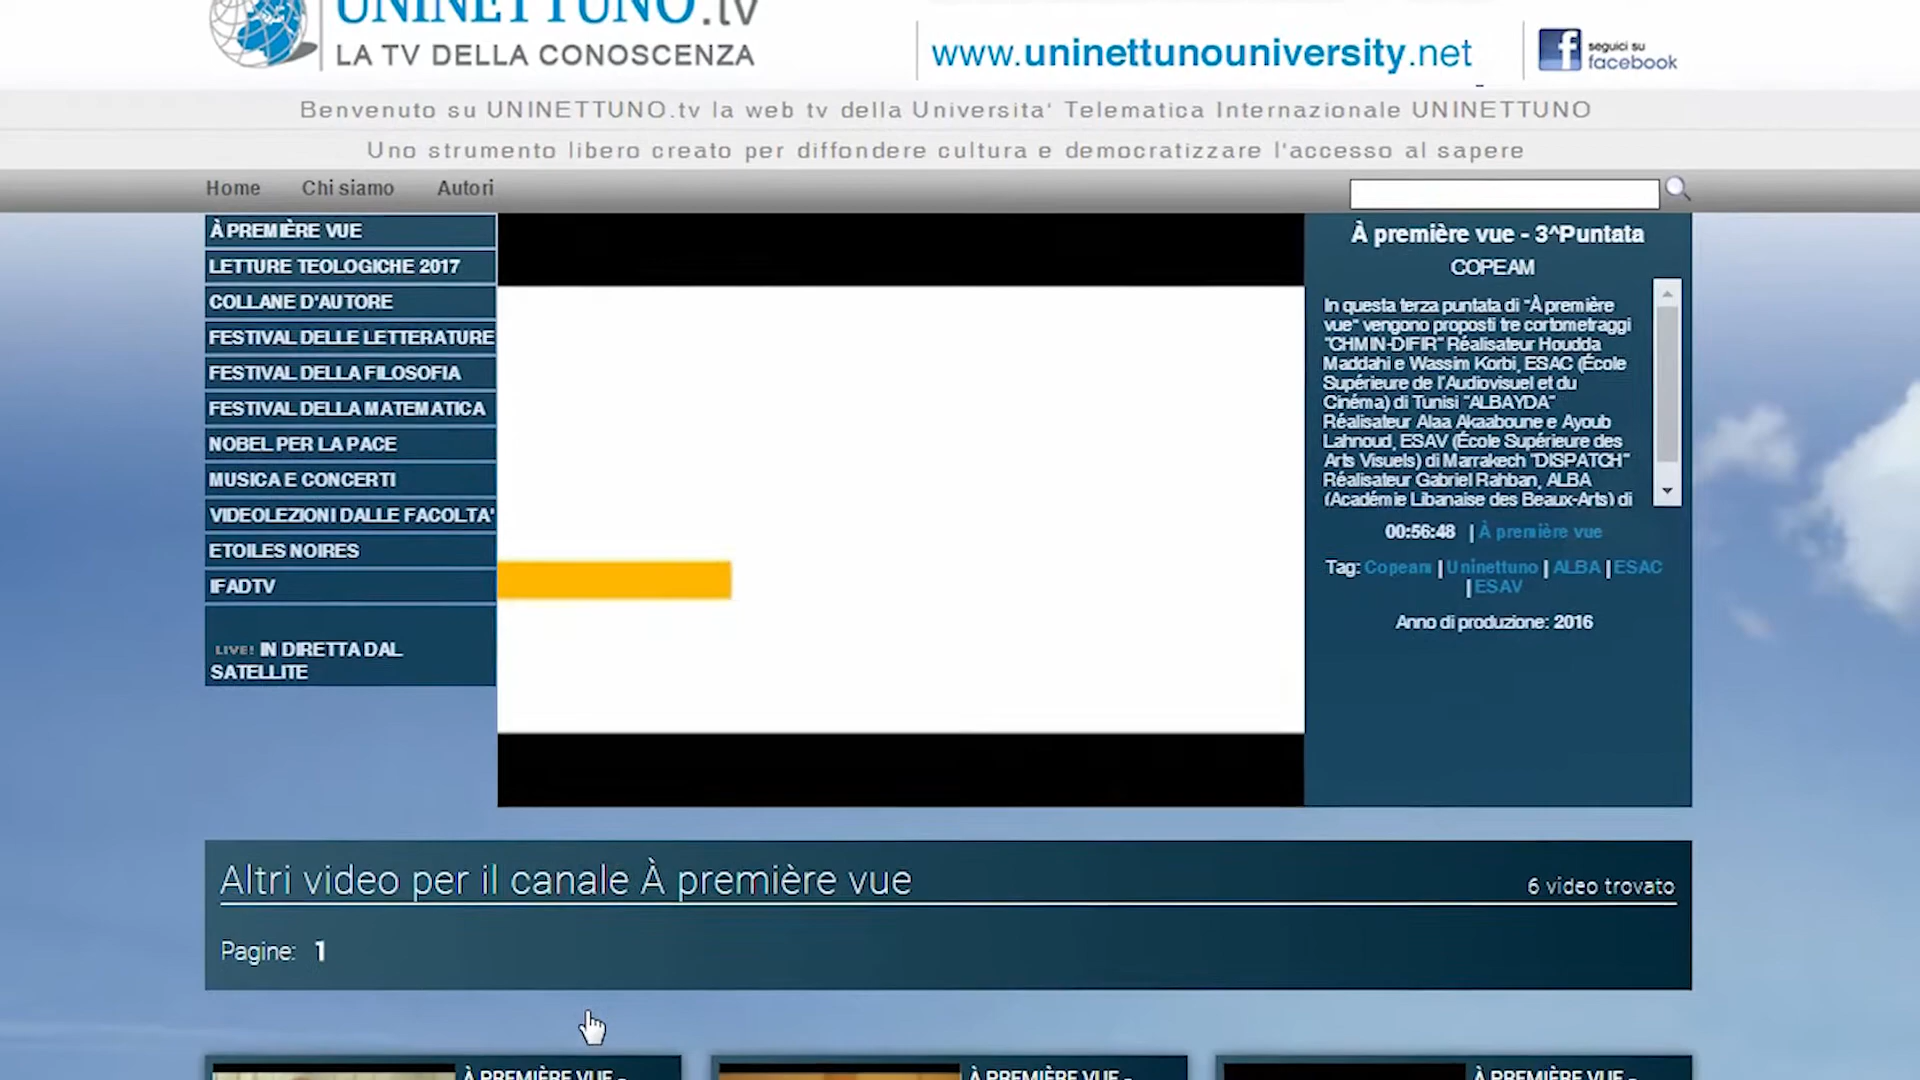 UNINETTUNO.tv
LA TV DELLA CONOSCENZA
www.uninettunouniversity.net
seguici su
facebook
Benvenuto su UNINETTUNO.tv la web tv della Universita' Telematica Internazionale UNINETTUNO
Uno strumento libero creato per diffondere cultura e democratizzare l'accesso al sapere
Home Chi siamo Autori
À PREMIÈRE VUE
LETTURE TEOLOGICHE 2017
COLLANE D'AUTORE
FESTIVAL DELLE LETTERATURE
FESTIVAL DELLA FILOSOFIA
FESTIVAL DELLA MATEMATICA
NOBEL PER LA PACE
MUSICA E CONCERTI
VIDEOLEZIONI DALLE FACOLTA'
ETOILES NOIRES
IFADTV
LIVE! IN DIRETTA DAL
SATELLITE
À première vue - 3^Puntata
COPEAM
In questa terza puntata di "À première
vue" vengono proposti tre cortometraggi
"CHMIN-DIFIR" Réalisateur Houdda
Maddahi e Wassim Korbi, ESAC (École
Supérieure de l'Audiovisuel et du
Cinéma) di Tunisi "ALBAYDA"
Réalisateur Alaa Akaaboune e Ayoub
Lahnoud, ESAV (École Supérieure des
Arts Visuels) di Marrakech "DISPATCH"
Réalisateur Gabriel Rahban, ALBA
(Académie Libanaise des Beaux-Arts) di
00:56:48 | À première vue
Tag: Copeam | Uninettuno | ALBA | ESAC
| ESAV
Anno di produzione: 2016
Altri video per il canale À première vue
6 video trovato
Pagine: 1
À PREMIÈRE VUE -
À PREMIÈRE VUE -
À PREMIÈRE VUE -